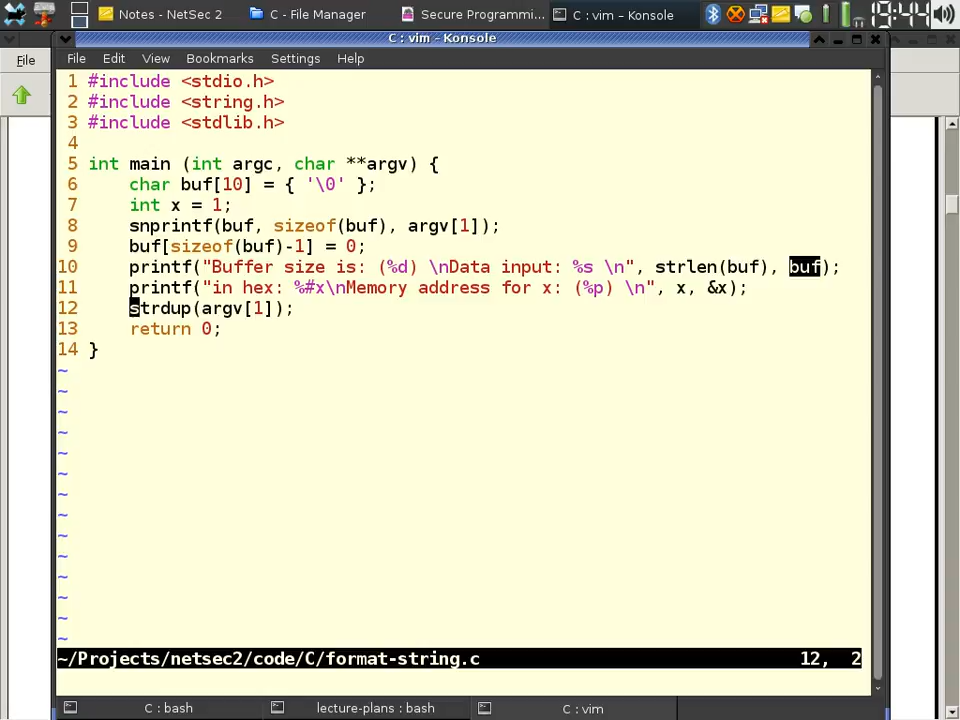 Notes - NetSec 2
C - File Manager
Secure Programmi...
C : vim – Konsole
19:44
C : vim – Konsole
File
File Edit View Bookmarks Settings Help
1 #include <stdio.h>
2 #include <string.h>
3 #include <stdlib.h>
4
5 int main (int argc, char **argv) {
6 char buf[10] = { '\0' };
7 int x = 1;
8 snprintf(buf, sizeof(buf), argv[1]);
9 buf[sizeof(buf)-1] = 0;
10 printf("Buffer size is: (%d) \nData input: %s \n", strlen(buf), buf);
11 printf("in hex: %#x\nMemory address for x: (%p) \n", x, &x);
12 strdup(argv[1]);
13 return 0;
14 }
~
~
~
~
~
~
~
~
~
~
~
~
~
~
~/Projects/netsec2/code/C/format-string.c 12, 2
C : bash
lecture-plans : bash
C : vim